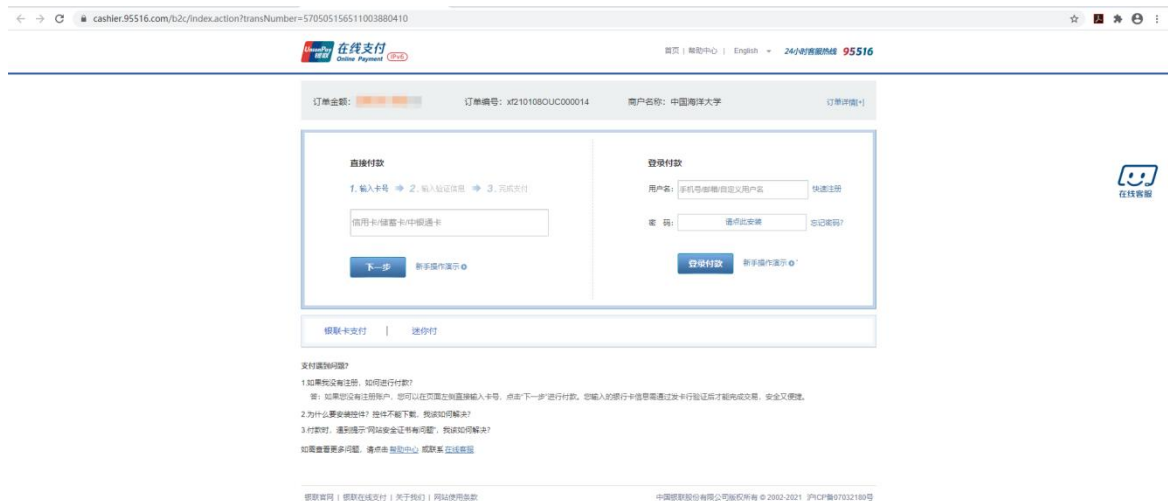 cashier.95516.com/b2c/index.action?transNumber=570505156511003880410
UnionPay 银联 在线支付 Online Payment IPv6
首页 | 帮助中心 | English 24小时客服热线 95516
订单金额: 订单编号: xf210108OUC000014 商户名称: 中国海洋大学 订单详情[+]
直接付款
1. 输入卡号 2. 输入验证信息 3. 完成支付
信用卡/储蓄卡/中银通卡
下一步 新手操作演示
登录付款
用户名: 手机号/邮箱/自定义用户名 快速注册
密 码: 请点此安装 忘记密码?
登录付款 新手操作演示
在线客服
银联卡支付 | 迷你付
支付遇到问题?
1.如果我没有注册,如何进行付款?
答:如果您没有注册账户,您可以在页面左侧直接输入卡号,点击“下一步”进行付款。您输入的银行卡信息需通过发卡行验证后才能完成交易,安全又便捷。
2.为什么要安装控件?控件不能下载,我该如何解决?
3.付款时,遇到提示“网站安全证书有问题”,我该如何解决?
如需查看更多问题,请点击 帮助中心 或联系 在线客服
银联官网 | 银联在线支付 | 关于我们 | 网站使用条款
中国银联股份有限公司版权所有 © 2002-2021 沪ICP备07032180号